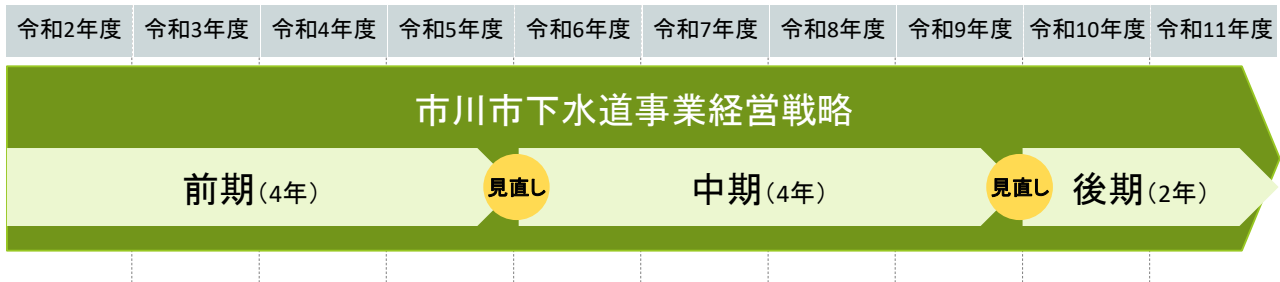 令和2年度 令和3年度 令和4年度 令和5年度 令和6年度 令和7年度 令和8年度 令和9年度 令和10年度 令和11年度
市川市下水道事業経営戦略
前期(4年) 見直し 中期(4年) 見直し 後期(2年)